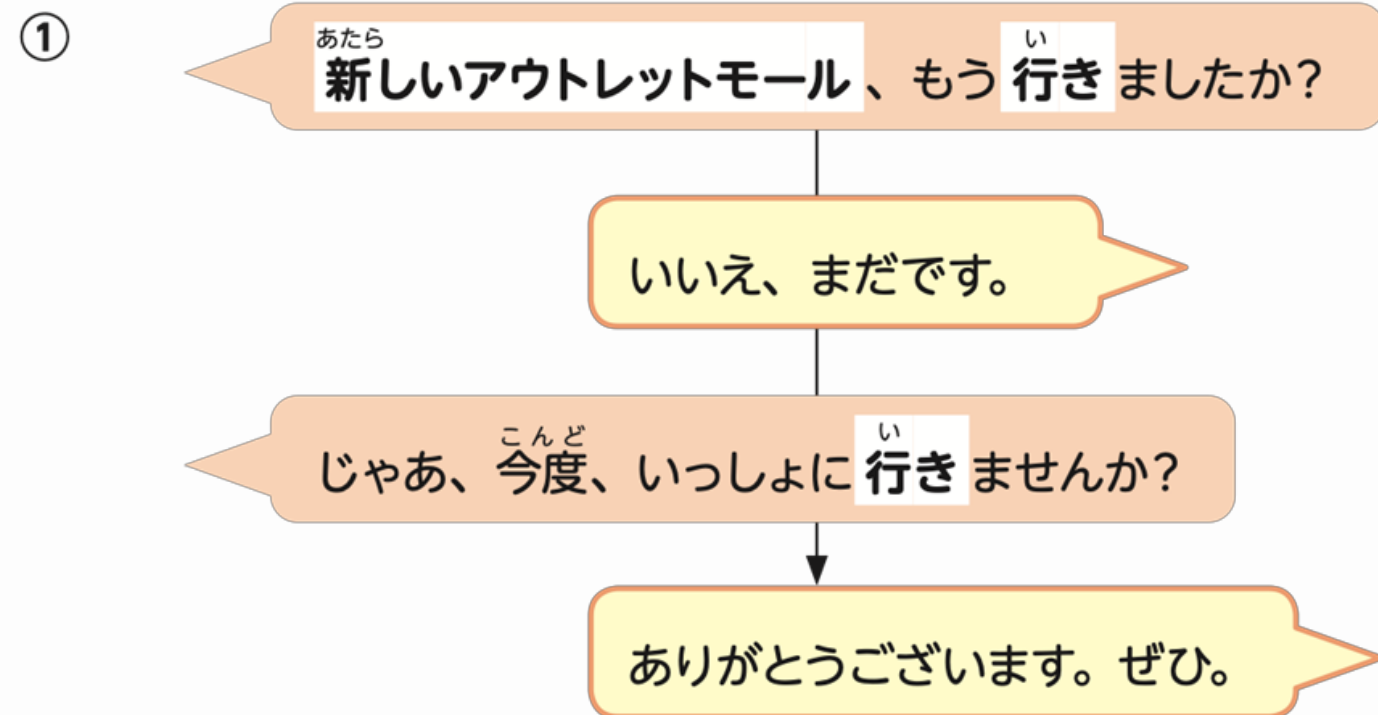 ①
あたら
新しいアウトレットモール、もう行きましたか?
い
いいえ、まだです。
こんど
い
じゃあ、今度、いっしょに行きませんか?
ありがとうございます。ぜひ。